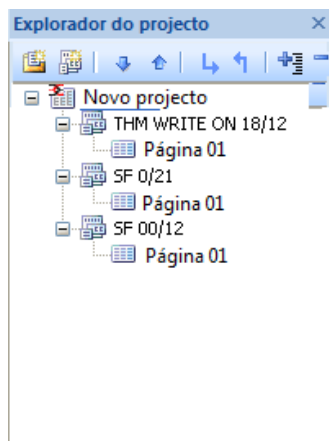 Explorador do projecto
Novo projecto
THM WRITE ON 18/12
Página 01
SF 0/21
Página 01
SF 00/12
Página 01